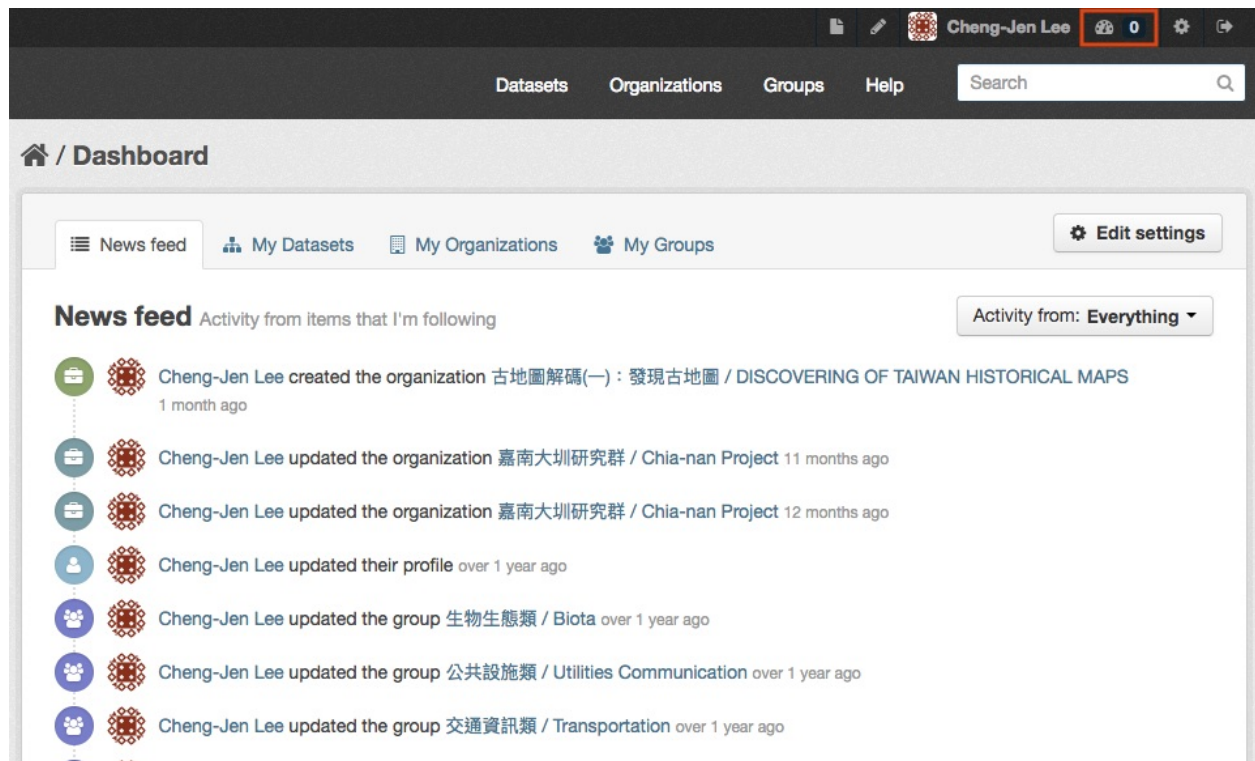 Cheng-Jen Lee 0
Datasets Organizations Groups Help Search
/ Dashboard
News feed My Datasets My Organizations My Groups Edit settings
News feed Activity from items that I'm following Activity from: Everything
Cheng-Jen Lee created the organization 古地圖解碼(一)：發現古地圖 / DISCOVERING OF TAIWAN HISTORICAL MAPS
1 month ago
Cheng-Jen Lee updated the organization 嘉南大圳研究群 / Chia-nan Project 11 months ago
Cheng-Jen Lee updated the organization 嘉南大圳研究群 / Chia-nan Project 12 months ago
Cheng-Jen Lee updated their profile over 1 year ago
Cheng-Jen Lee updated the group 生物生態類 / Biota over 1 year ago
Cheng-Jen Lee updated the group 公共設施類 / Utilities Communication over 1 year ago
Cheng-Jen Lee updated the group 交通資訊類 / Transportation over 1 year ago